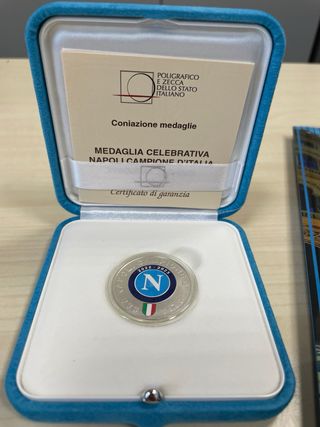 POLIGRAFICO
E ZECCA
DELLO STATO
ITALIANO
Coniazione medaglie
MEDAGLIA CELEBRATIVA
NAPOLI CAMPIONE D'ITALIA
Certificato di garanzia
N